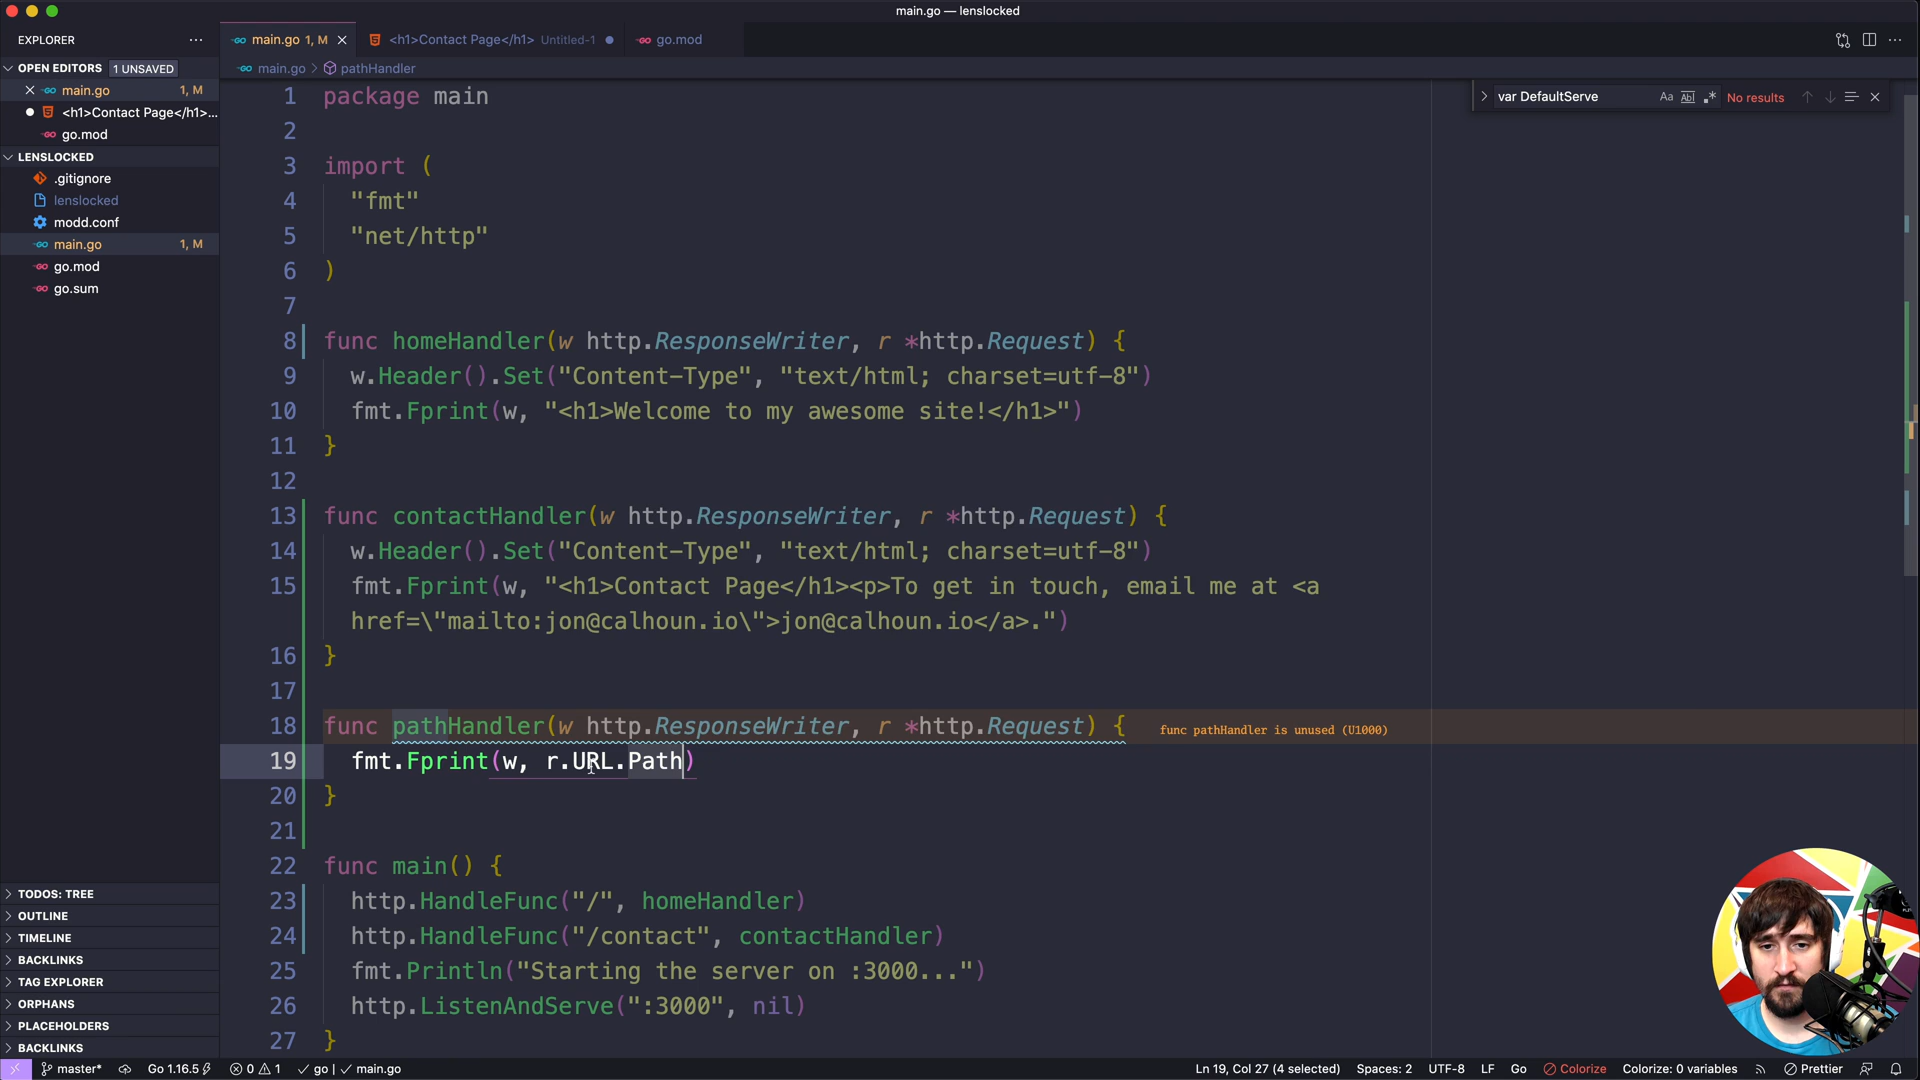 main.go — lenslocked
EXPLORER
main.go 1, M
<h1>Contact Page</h1> Untitled-1
go.mod
main.go > pathHandler
OPEN EDITORS 1 UNSAVED
main.go 1, M
<h1>Contact Page</h1>...
go.mod
LENSLOCKED
.gitignore
lenslocked
modd.conf
main.go 1, M
go.mod
go.sum
TODOS: TREE
OUTLINE
TIMELINE
BACKLINKS
TAG EXPLORER
ORPHANS
PLACEHOLDERS
BACKLINKS
var DefaultServe Aa Abl .* No results
1 package main
2
3 import (
4 "fmt"
5 "net/http"
6 )
7
8 func homeHandler(w http.ResponseWriter, r *http.Request) {
9 w.Header().Set("Content-Type", "text/html; charset=utf-8")
10 fmt.Fprint(w, "<h1>Welcome to my awesome site!</h1>")
11 }
12
13 func contactHandler(w http.ResponseWriter, r *http.Request) {
14 w.Header().Set("Content-Type", "text/html; charset=utf-8")
15 fmt.Fprint(w, "<h1>Contact Page</h1><p>To get in touch, email me at <a
href=\"mailto:jon@calhoun.io\">jon@calhoun.io</a>.")
16 }
17
18 func pathHandler(w http.ResponseWriter, r *http.Request) { func pathHandler is unused (U1000)
19 fmt.Fprint(w, r.URL.Path)
20 }
21
22 func main() {
23 http.HandleFunc("/", homeHandler)
24 http.HandleFunc("/contact", contactHandler)
25 fmt.Println("Starting the server on :3000...")
26 http.ListenAndServe(":3000", nil)
27 }
master* Go 1.16.5 0 1 go | main.go Ln 19, Col 27 (4 selected) Spaces: 2 UTF-8 LF Go Colorize Colorize: 0 variables Prettier